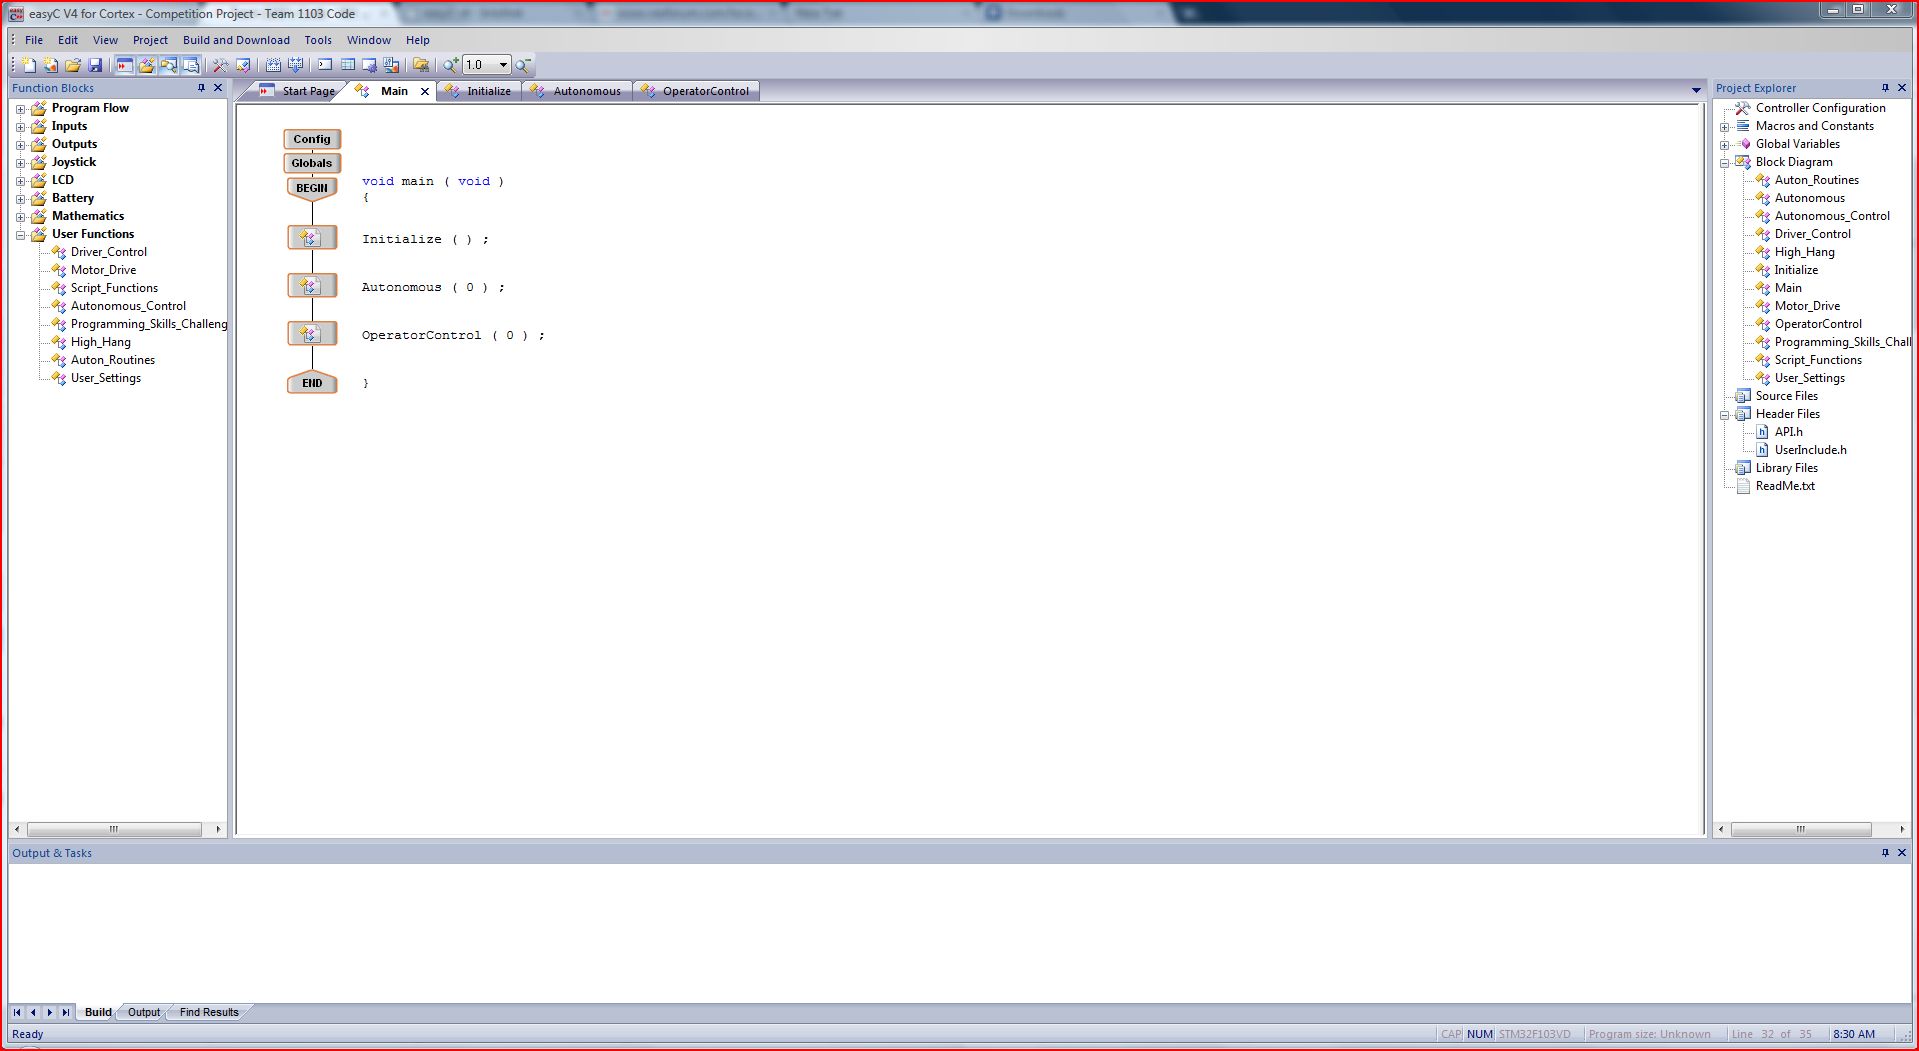 easyC V4 for Cortex - Competition Project - Team 1103 Code
File Edit View Project Build and Download Tools Window Help
1.0
Function Blocks
Program Flow
Inputs
Outputs
Joystick
LCD
Battery
Mathematics
User Functions
Driver_Control
Motor_Drive
Script_Functions
Autonomous_Control
Programming_Skills_Challeng
High_Hang
Auton_Routines
User_Settings
Start Page Main Initialize Autonomous OperatorControl
Config
Globals
BEGIN void main ( void )
{
Initialize ( ) ;
Autonomous ( 0 ) ;
OperatorControl ( 0 ) ;
END }
Project Explorer
Controller Configuration
Macros and Constants
Global Variables
Block Diagram
Auton_Routines
Autonomous
Autonomous_Control
Driver_Control
High_Hang
Initialize
Main
Motor_Drive
OperatorControl
Programming_Skills_Chall
Script_Functions
User_Settings
Source Files
Header Files
API.h
UserInclude.h
Library Files
ReadMe.txt
Output & Tasks
Build Output Find Results
Ready CAP NUM STM32F103VD Program size: Unknown Line 32 of 35 8:30 AM